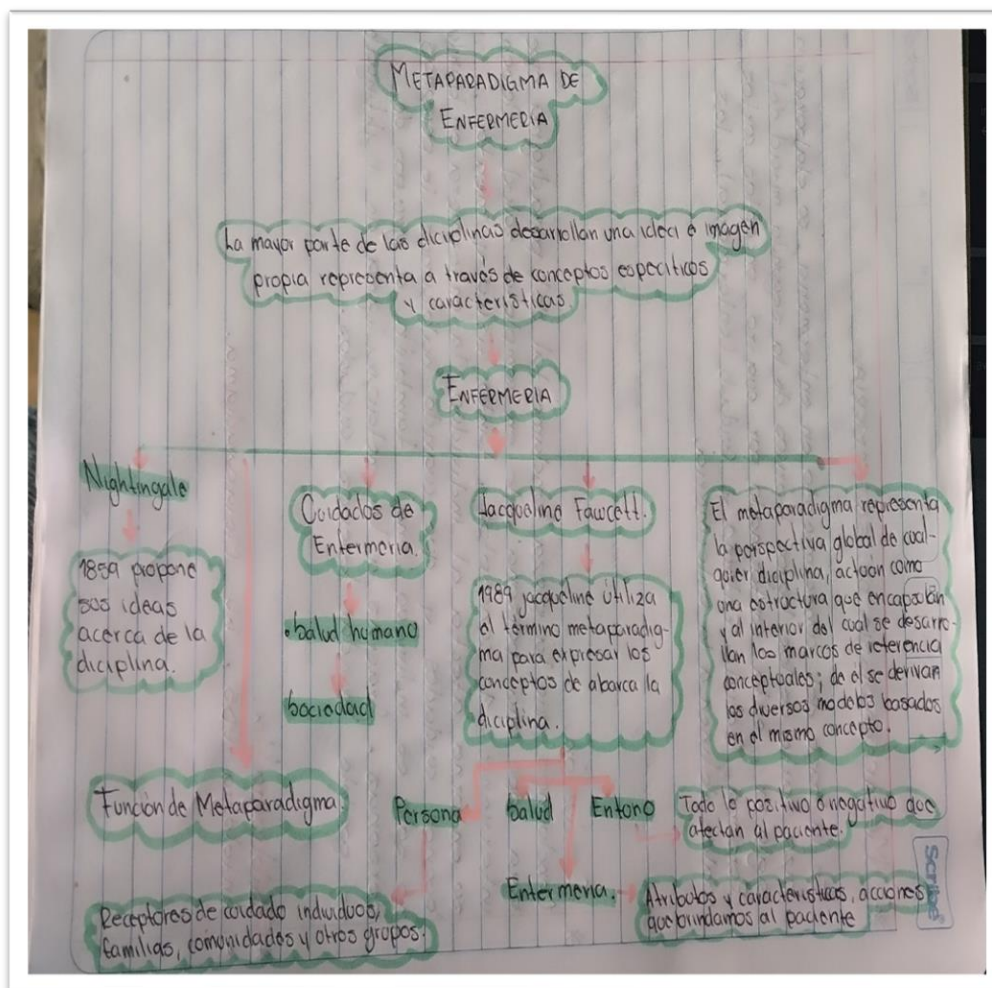 METAPARADIGMA DE
ENFERMERIA
La mayor parte de las diciplinas desarrollan una idea e imagen
propia representa a través de conceptos especificos
y caracteristicas
ENFERMERIA
Nightingale
1859 propone
sus ideas
acerca de la
diciplina.
Cuidados de
Enfermeria.
Salud humano
Sociedad
Jacqueline Fawcett.
1989 jacqueline utiliza
el término metaparadig-
ma para expresar los
conceptos de abarca la
diciplina.
El metaparadigma representa
la perspectiva global de cual-
quier diciplina, actúan como
una estructura que encapsulan
y al interior del cual se desarro-
llan los marcos de referencia
conceptuales; de el se derivan
los diversos modelos basados
en el mismo concepto.
Función de Metaparadigma.
Persona
Salud
Entono
Todo lo pozitivo o negativo que
afectan al paciente.
Enfermeria.
Atributos y caracteristicas, acciones
que brindamos al paciente
Receptores de cuidado individuos,
familias, comunidades y otros grupos.
Scribe